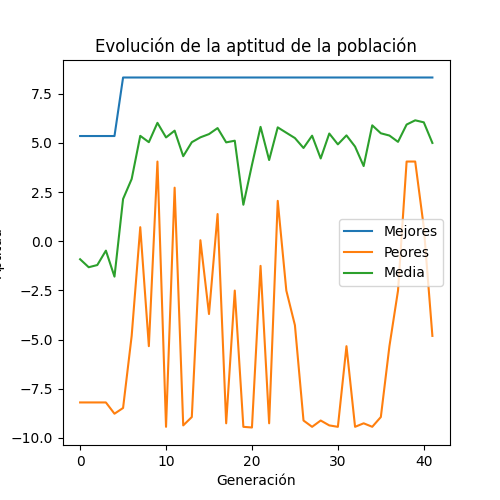 Evolución de la aptitud de la población
7.5
5.0
2.5
0.0
−2.5
−5.0
−7.5
−10.0
Mejores
Peores
Media
0
10
20
30
40
Generación